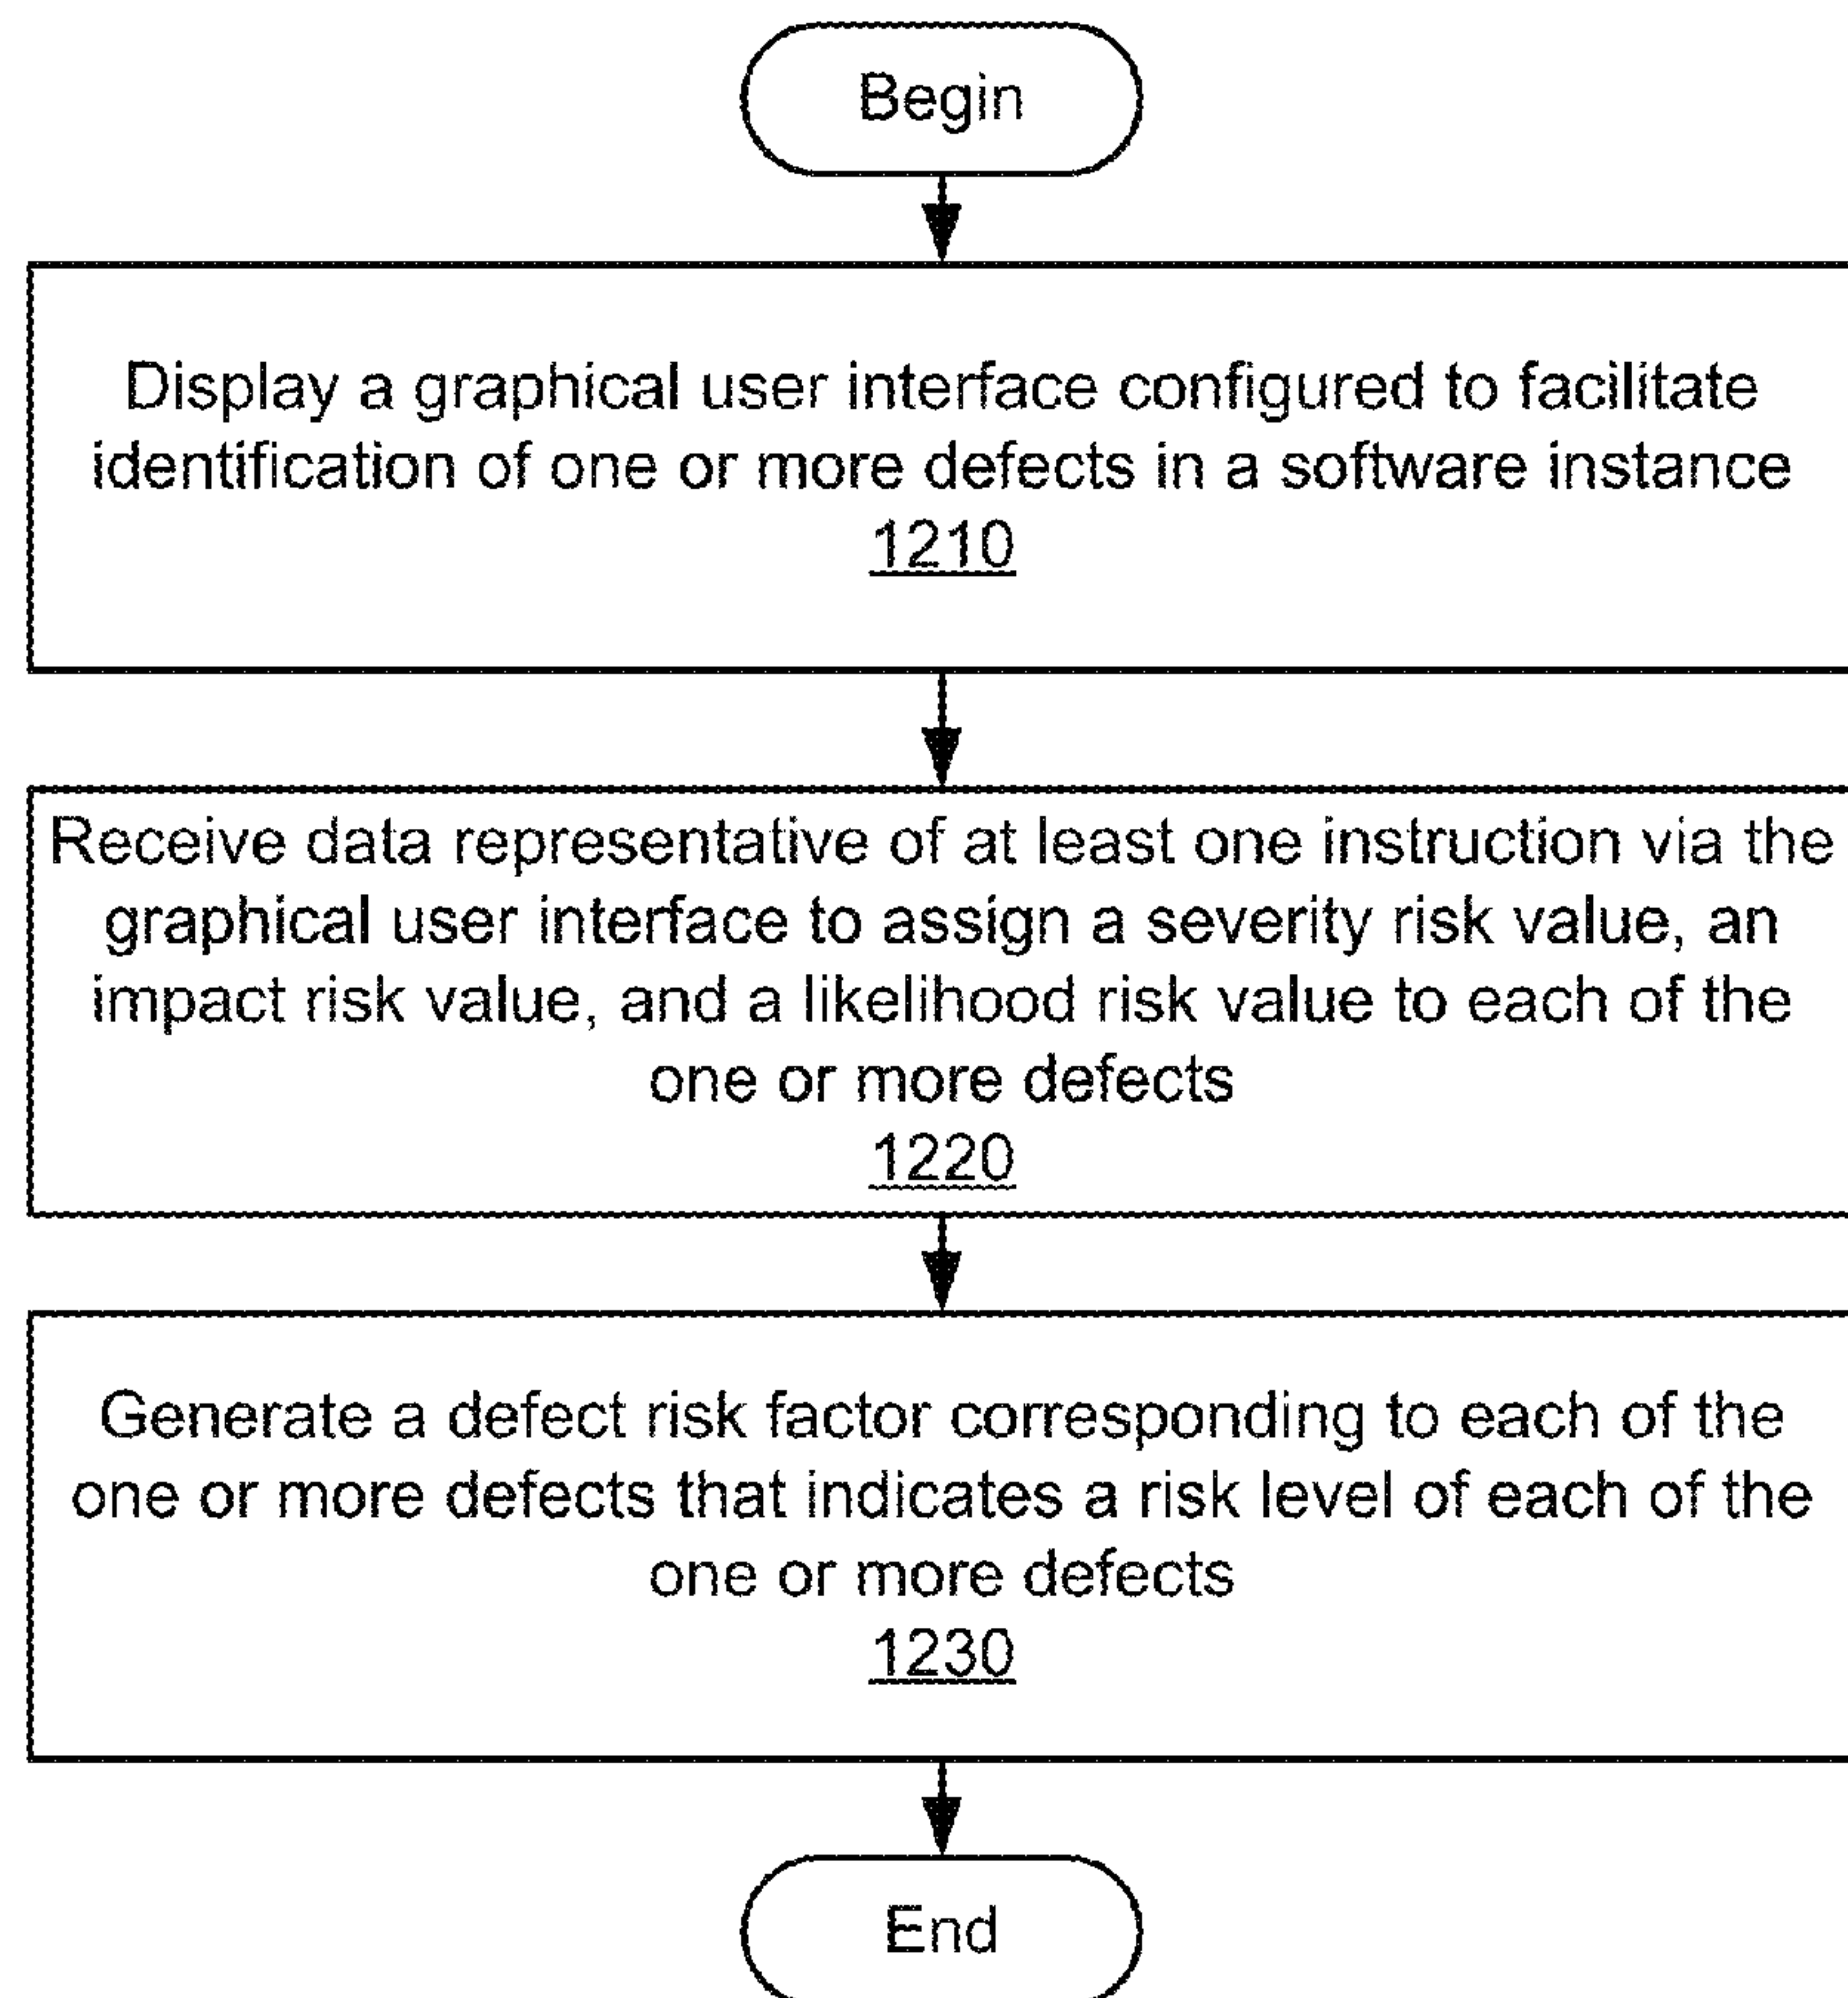 Begin
Display a graphical user interface configured to facilitate
identification of one or more defects in a software instance
1210
Receive data representative of at least one instruction via the
graphical user interface to assign a severity risk value, an
impact risk value, and a likelihood risk value to each of the
one or more defects
1220
Generate a defect risk factor corresponding to each of the
one or more defects that indicates a risk level of each of the
one or more defects
1230
End